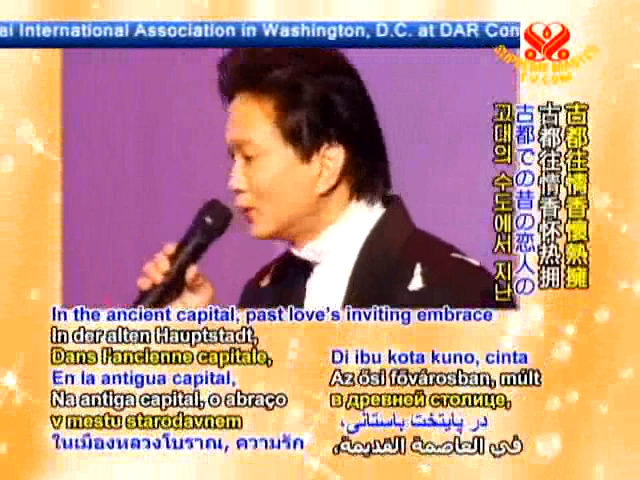 ai International Association in Washington, D.C. at DAR Con
SUPREME MASTER
TV.COM
古都往情香懷熱擁
古都往情香怀热拥
古都での昔の恋人の
고대의 수도에서 지난
In the ancient capital, past love's inviting embrace
In der alten Hauptstadt,
Dans l'ancienne capitale,
En la antigua capital,
Na antiga capital, o abraço
v mestu starodavnem
ในเมืองหลวงโบราณ, ความรัก
Di ibu kota kuno, cinta
Az ősi fővárosban, múlt
в древней столице,
در پایتخت باستانی،
في العاصمة القديمة،